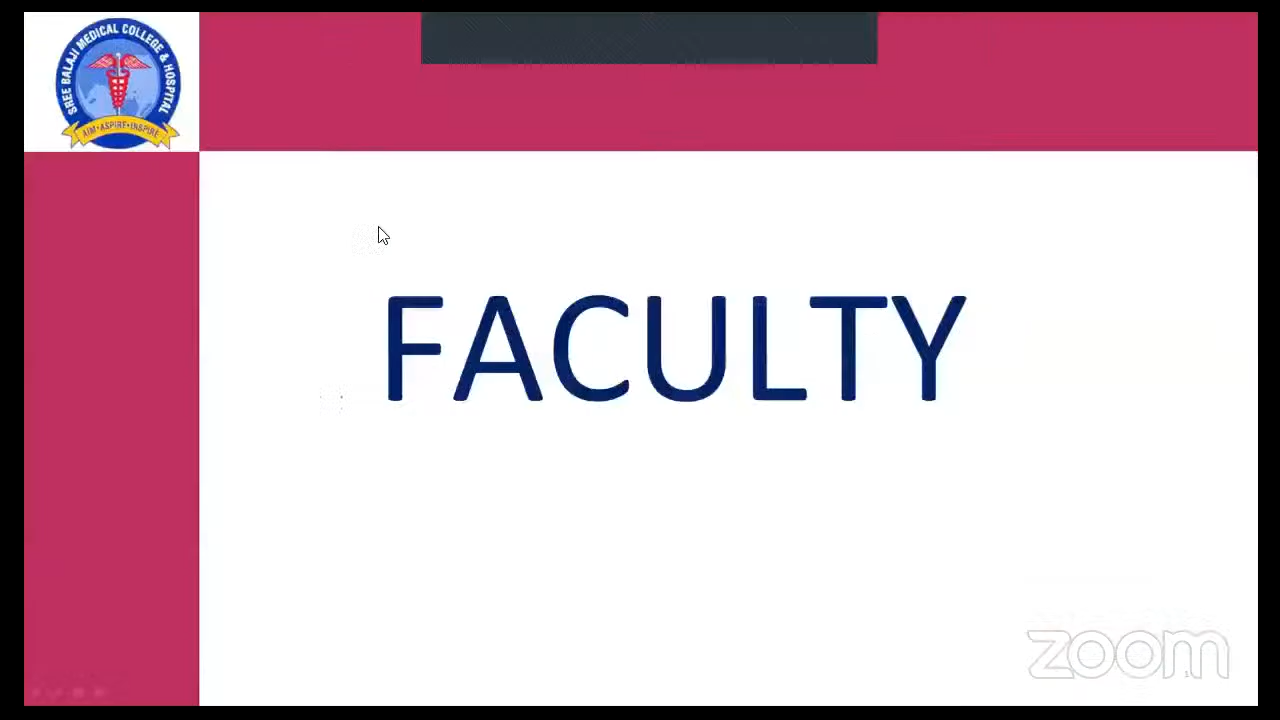 SREE BALAJI MEDICAL COLLEGE & HOSPITAL
AIM•ASPIRE•INSPIRE
FACULTY
zoom